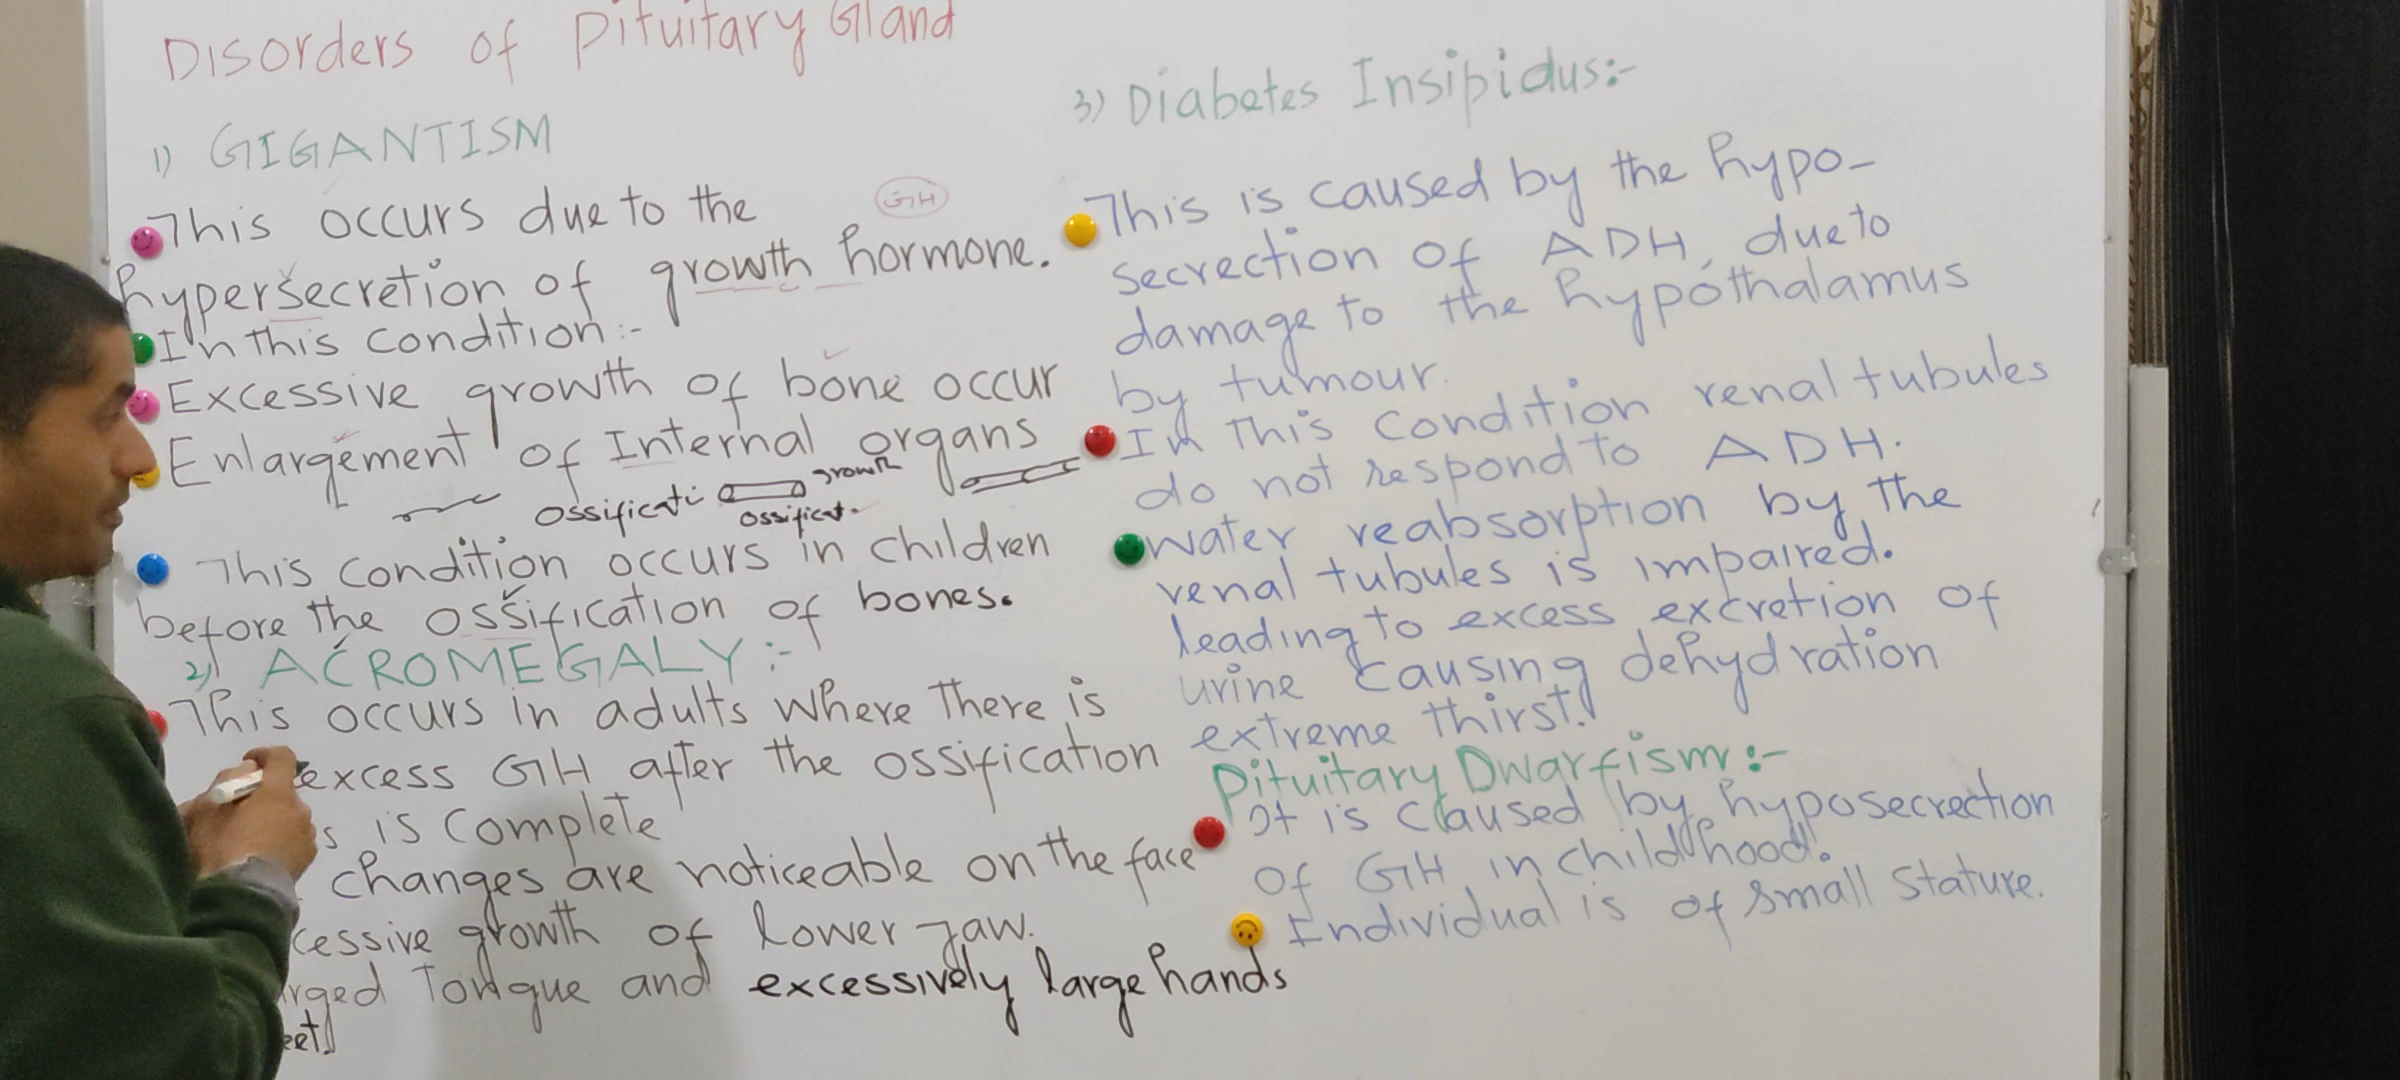 Disorders of Pituitary Gland
1) GIGANTISM
This occurs due to the
GH
hypersecretion of growth hormone.
In this condition:-
Excessive growth of bone occur
Enlargement of Internal organs
growth
ossificati
ossificat.
This condition occurs in children
before the ossification of bones.
2) ACROMEGALY:-
This occurs in adults where there is
excess GH after the ossification
s is complete
changes are noticeable on the face
cessive growth of lower jaw.
rged Tongue and excessively large hands
eet
3) Diabetes Insipidus:-
This is caused by the hypo-
secrection of ADH, due to
damage to the hypothalamus
by tumour.
In this condition renal tubules
do not respond to ADH.
water reabsorption by the
renal tubules is impaired.
leading to excess excretion of
urine causing dehydration
extreme thirst.
Pituitary Dwarfism:-
It is caused by hyposecrection
of GH in childhood.
Individual is of small stature.